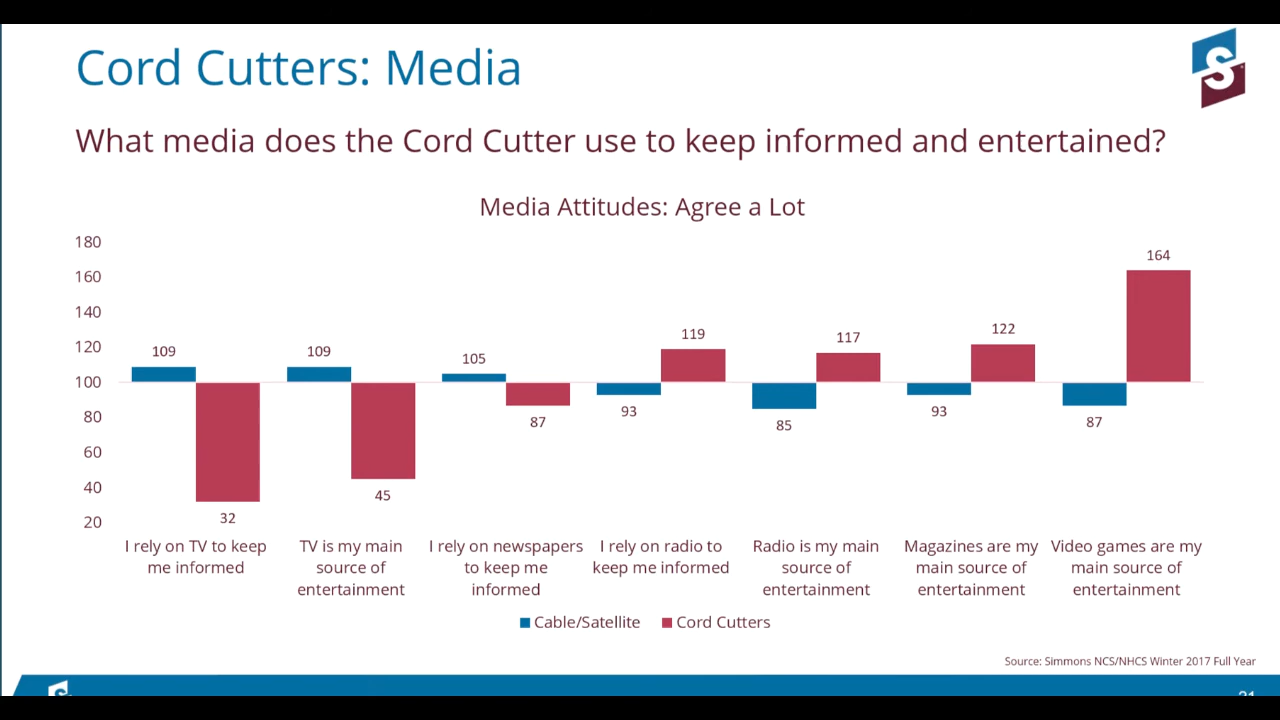 Cord Cutters: Media
S
What media does the Cord Cutter use to keep informed and entertained?
Media Attitudes: Agree a Lot
180
160
140
120
100
80
60
40
20
109
32
109
45
105
87
93
119
85
117
93
122
87
164
I rely on TV to keep
me informed
TV is my main
source of
entertainment
I rely on newspapers
to keep me
informed
I rely on radio to
keep me informed
Radio is my main
source of
entertainment
Magazines are my
main source of
entertainment
Video games are my
main source of
entertainment
Cable/Satellite Cord Cutters
Source: Simmons NCS/NHCS Winter 2017 Full Year
S